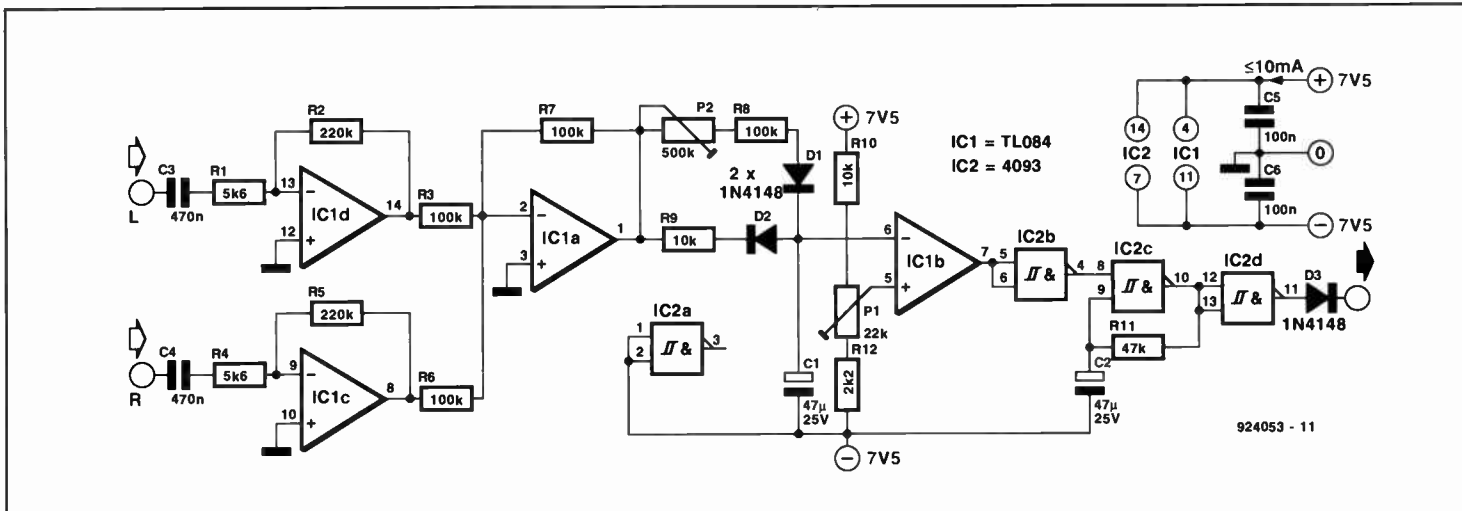 L
C3
470n
R1
5k6
R2
220k
13
−
12
+
IC1d
14
R3
100k
R
C4
470n
R4
5k6
R5
220k
9
−
10
+
IC1c
8
R6
100k
R7
100k
2
−
3
+
IC1a
1
P2
500k
R8
100k
D1
2 x
1N4148
R9
10k
D2
1
2
IC2a
&
3
C1
47µ
25V
+ 7V5
R10
10k
P1
22k
R12
2k2
− 7V5
6
−
5
+
IC1b
7
IC1 = TL084
IC2 = 4093
5
6
IC2b
&
4
8
9
IC2c
&
10
R11
47k
C2
47µ
25V
12
13
IC2d
&
11
D3
1N4148
≤10mA
+ 7V5
14
4
IC2
IC1
7
11
C5
100n
0
C6
100n
− 7V5
924053 - 11